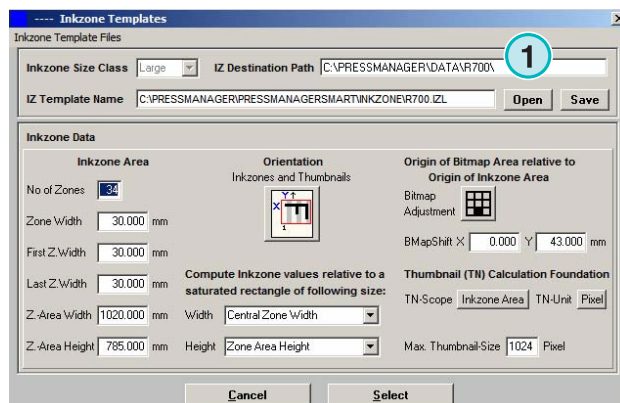 ---- Inkzone Templates
Inkzone Template Files
Inkzone Size Class Large IZ Destination Path C:\PRESSMANAGER\DATA\R700\ 1
IZ Template Name C:\PRESSMANAGER\PRESSMANAGERSMART\INKZONE\R700.IZL Open Save
Inkzone Data
Inkzone Area
No of Zones 34
Zone Width 30.000 mm
First Z.Width 30.000 mm
Last Z.Width 30.000 mm
Z.-Area Width 1020.000 mm
Z.-Area Height 785.000 mm
Orientation
Inkzones and Thumbnails
Y
X
1
Compute Inkzone values relative to a
saturated rectangle of following size:
Width Central Zone Width
Height Zone Area Height
Origin of Bitmap Area relative to
Origin of Inkzone Area
Bitmap
Adjustment
BMapShift X 0.000 Y 43.000 mm
Thumbnail (TN) Calculation Foundation
TN-Scope Inkzone Area TN-Unit Pixel
Max. Thumbnail-Size 1024 Pixel
Cancel Select